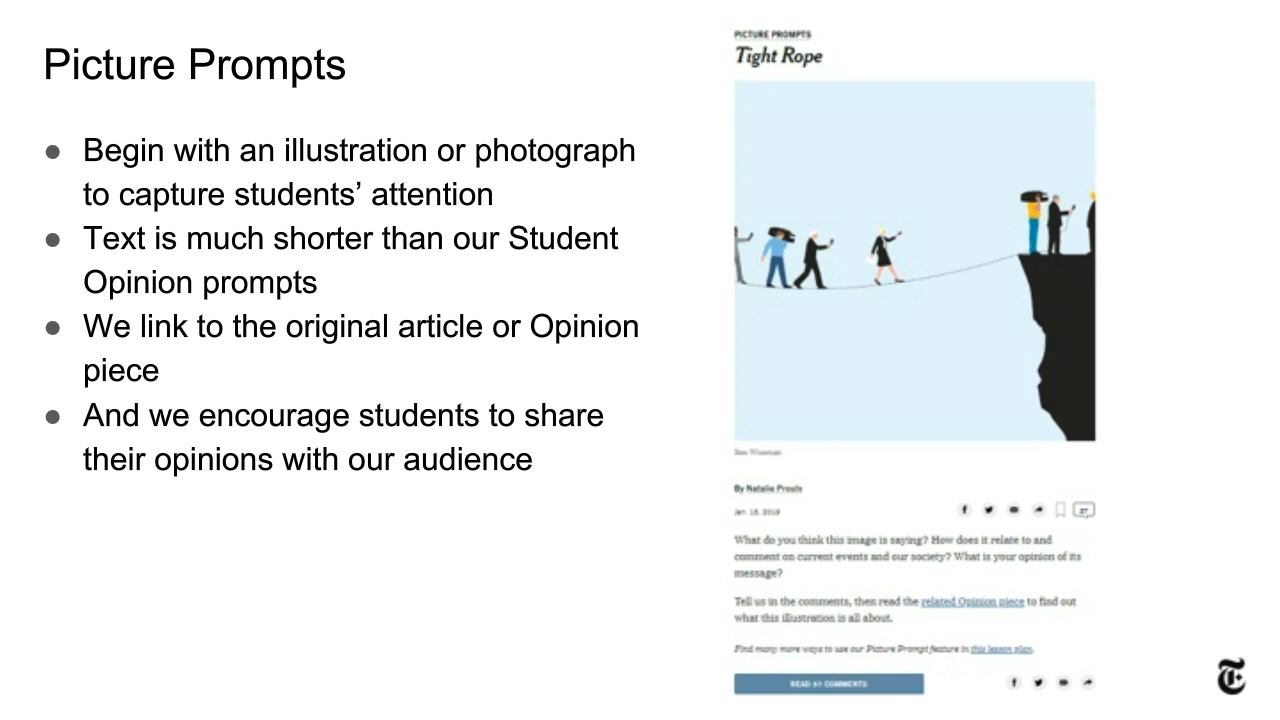 Picture Prompts
● Begin with an illustration or photograph
to capture students’ attention
● Text is much shorter than our Student
Opinion prompts
● We link to the original article or Opinion
piece
● And we encourage students to share
their opinions with our audience
PICTURE PROMPTS
Tight Rope
Ben Wiseman
By Natalie Proulx
Jan. 2019
What do you think this image is saying? How does it relate to and
comment on current events and our society? What is your opinion of its
message?
Tell us in the comments, then read the related Opinion piece to find out
what this illustration is all about.
Find many more ways to use our Picture Prompt feature in this lesson plan.
READ COMMENTS